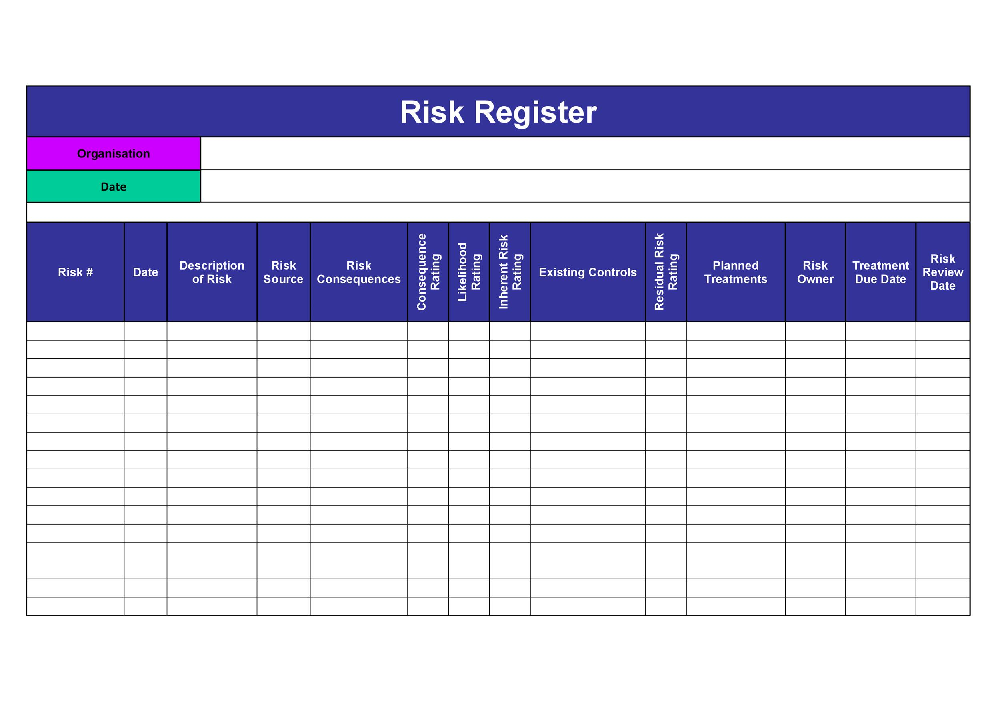 Risk Register
Organisation
Date
Risk #
Date
Description
of Risk
Risk
Source
Risk
Consequences
Consequence
Rating
Likelihood
Rating
Inherent Risk
Rating
Existing Controls
Residual Risk
Rating
Planned
Treatments
Risk
Owner
Treatment
Due Date
Risk
Review
Date